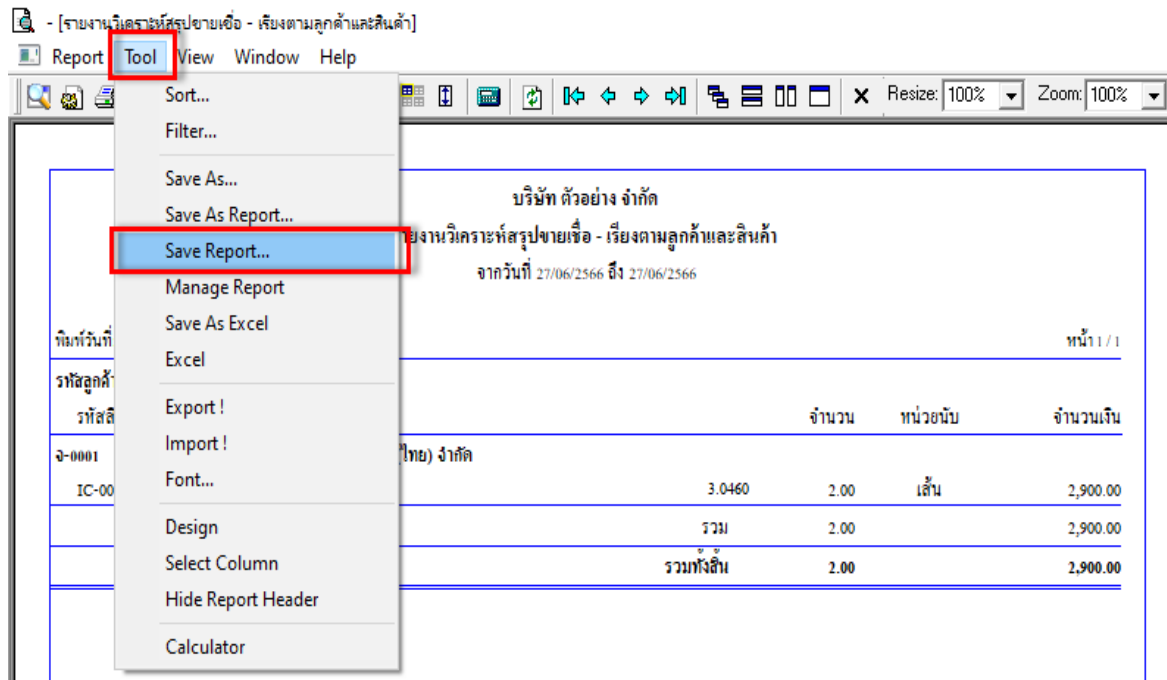 - [รายงานวิเคราะห์สรุปขายเชื่อ - เรียงตามลูกค้าและสินค้า]
Report Tool View Window Help
Resize: 100% Zoom: 100%
Sort...
Filter...
Save As...
Save As Report...
Save Report...
Manage Report
Save As Excel
Excel
Export !
Import !
Font...
Design
Select Column
Hide Report Header
Calculator
บริษัท ตัวอย่าง จำกัด
ายงานวิเคราะห์สรุปขายเชื่อ - เรียงตามลูกค้าและสินค้า
จากวันที่ 27/06/2566 ถึง 27/06/2566
พิมพ์วันที่ หน้า 1 / 1
รหัสลูกค้า
รหัสสิ จำนวน หน่วยนับ จำนวนเงิน
จ-0001 (ไทย) จำกัด
IC-00 3.0460 2.00 เส้น 2,900.00
รวม 2.00 2,900.00
รวมทั้งสิ้น 2.00 2,900.00